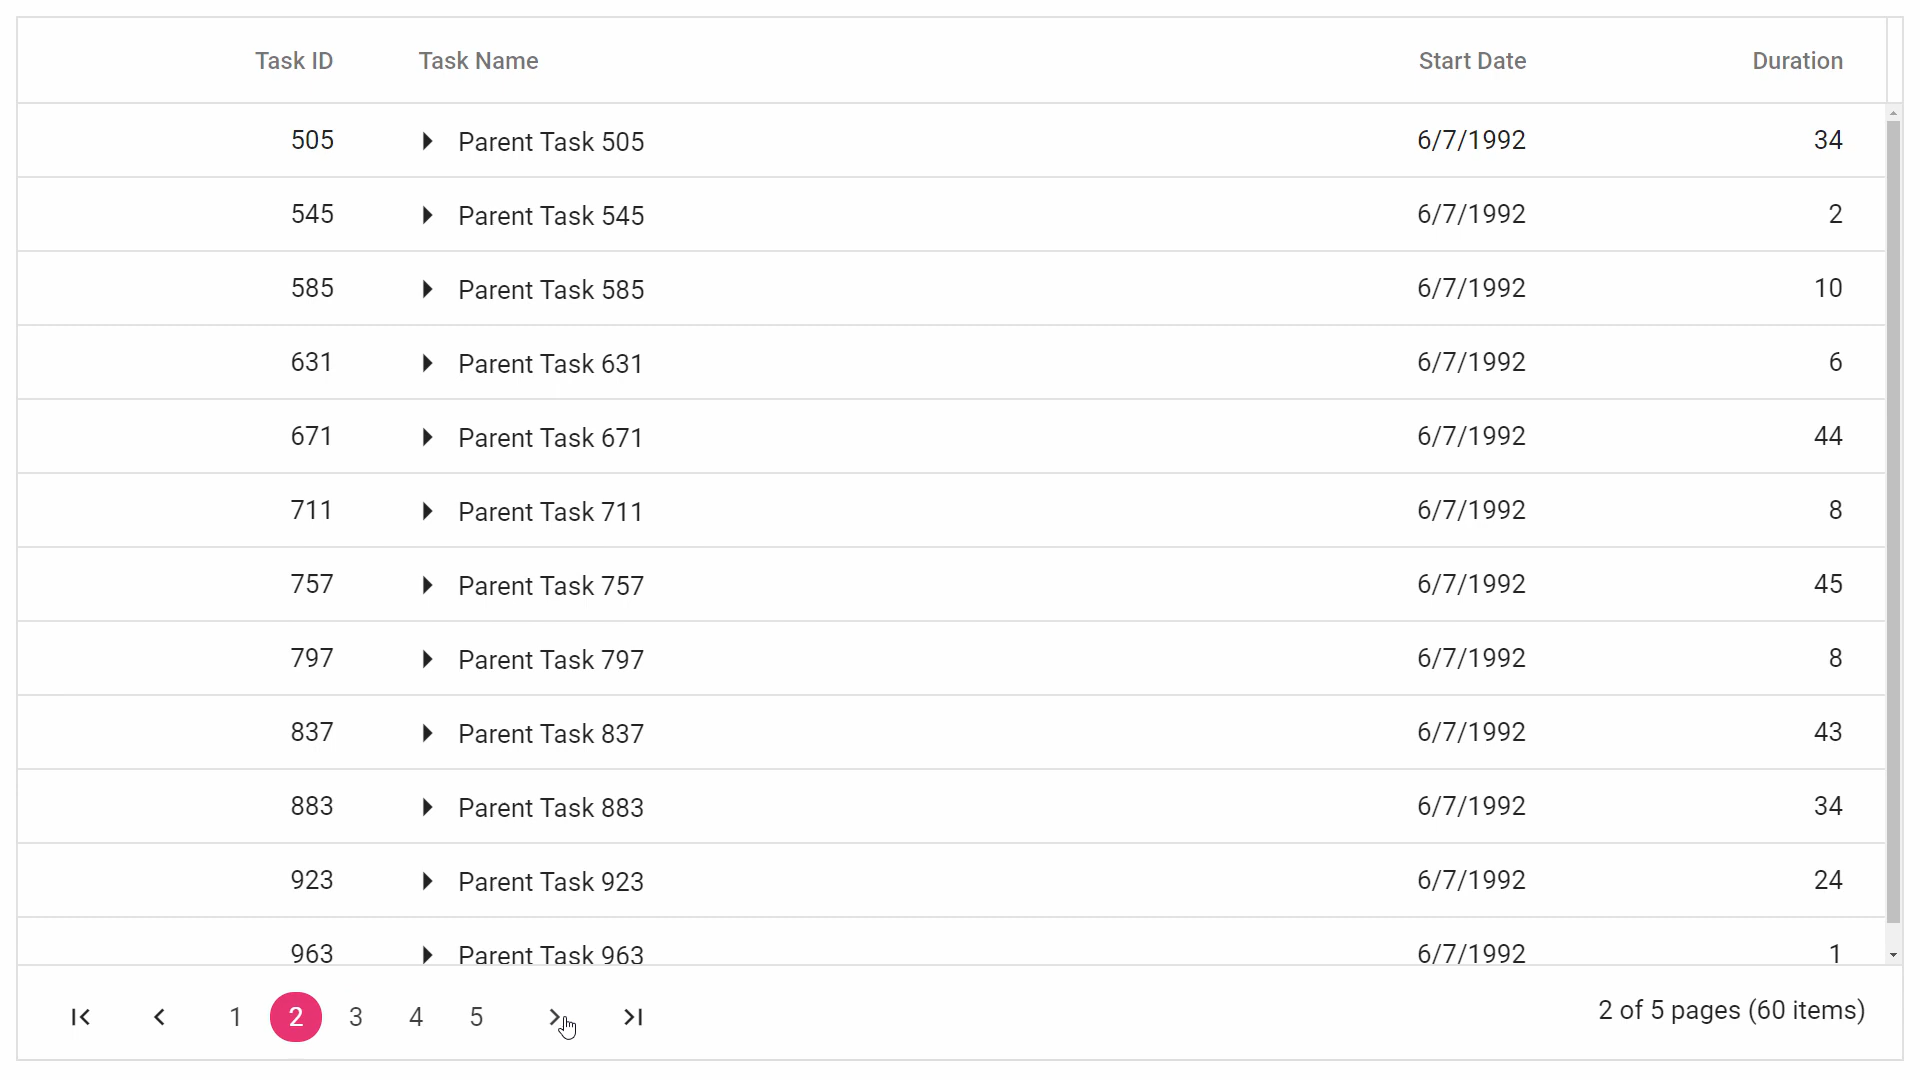 Task ID Task Name Start Date Duration
505 Parent Task 505 6/7/1992 34
545 Parent Task 545 6/7/1992 2
585 Parent Task 585 6/7/1992 10
631 Parent Task 631 6/7/1992 6
671 Parent Task 671 6/7/1992 44
711 Parent Task 711 6/7/1992 8
757 Parent Task 757 6/7/1992 45
797 Parent Task 797 6/7/1992 8
837 Parent Task 837 6/7/1992 43
883 Parent Task 883 6/7/1992 34
923 Parent Task 923 6/7/1992 24
963 Parent Task 963 6/7/1992 1
1 2 3 4 5 2 of 5 pages (60 items)